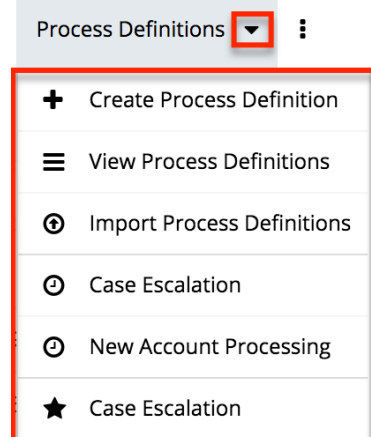 Process Definitions
Create Process Definition
View Process Definitions
Import Process Definitions
Case Escalation
New Account Processing
Case Escalation